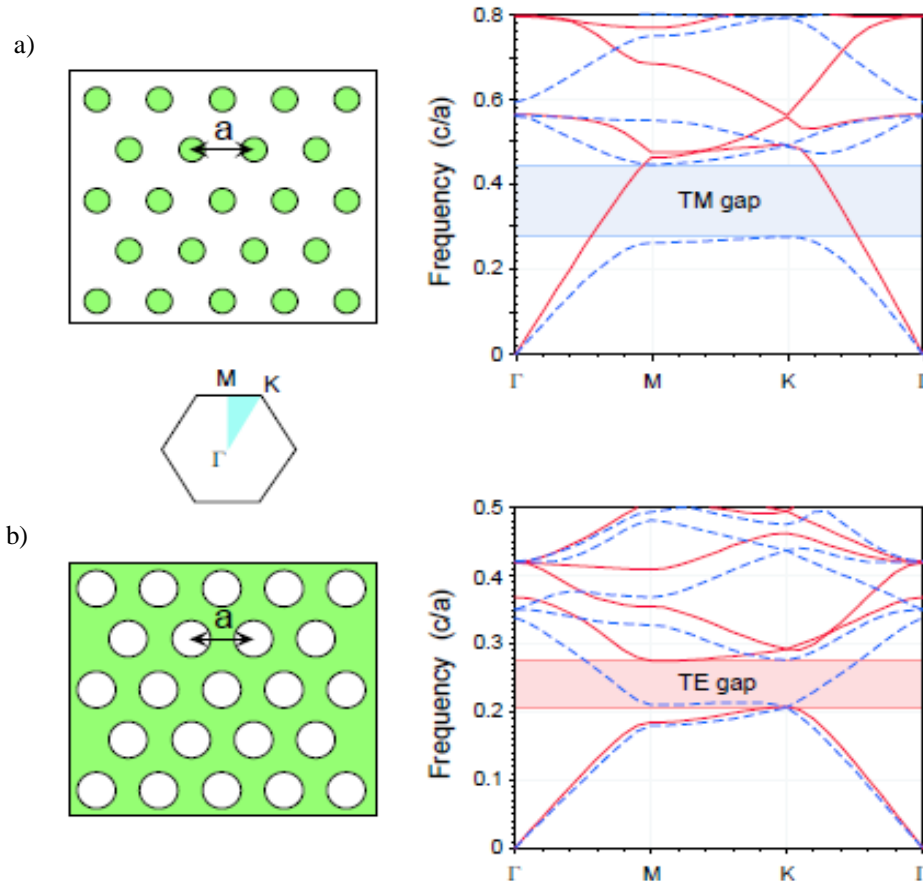 a)
a
Frequency (c/a)
0.8
0.6
0.4
0.2
0
TM gap
Γ M K Γ
M K
Γ
b)
a
Frequency (c/a)
0.5
0.4
0.3
0.2
0.1
0
TE gap
Γ M K Γ